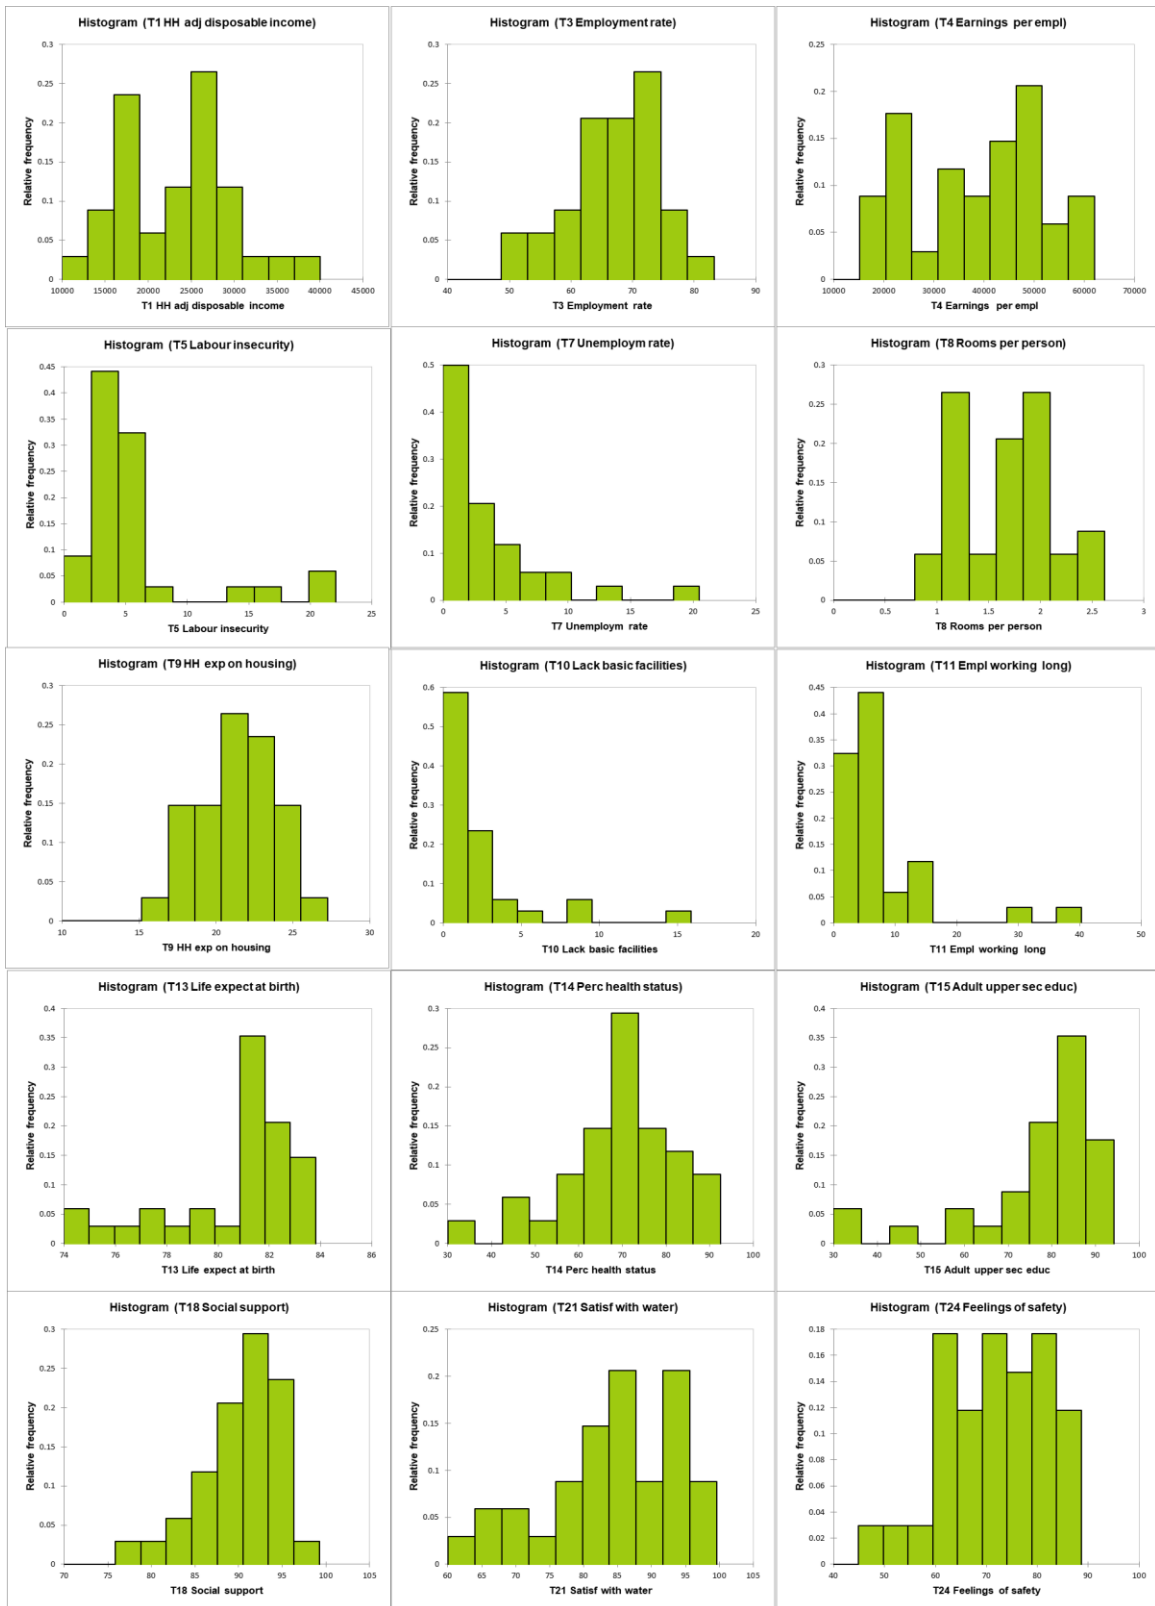 Histogram (T1 HH adj disposable income)
0.3
0.25
0.2
0.15
0.1
0.05
0
Relative frequency
10000 15000 20000 25000 30000 35000 40000 45000
T1 HH adj disposable income
Histogram (T3 Employment rate)
0.3
0.25
0.2
0.15
0.1
0.05
0
Relative frequency
40 50 60 70 80 90
T3 Employment rate
Histogram (T4 Earnings per empl)
0.25
0.2
0.15
0.1
0.05
0
Relative frequency
10000 20000 30000 40000 50000 60000 70000
T4 Earnings per empl
Histogram (T5 Labour insecurity)
0.45
0.4
0.35
0.3
0.25
0.2
0.15
0.1
0.05
0
Relative frequency
0 5 10 15 20 25
T5 Labour insecurity
Histogram (T7 Unemploym rate)
0.5
0.4
0.3
0.2
0.1
0
Relative frequency
0 5 10 15 20 25
T7 Unemploym rate
Histogram (T8 Rooms per person)
0.3
0.25
0.2
0.15
0.1
0.05
0
Relative frequency
0 0.5 1 1.5 2 2.5 3
T8 Rooms per person
Histogram (T9 HH exp on housing)
0.3
0.25
0.2
0.15
0.1
0.05
0
Relative frequency
10 15 20 25 30
T9 HH exp on housing
Histogram (T10 Lack basic facilities)
0.6
0.5
0.4
0.3
0.2
0.1
0
Relative frequency
0 5 10 15 20
T10 Lack basic facilities
Histogram (T11 Empl working long)
0.45
0.4
0.35
0.3
0.25
0.2
0.15
0.1
0.05
0
Relative frequency
0 10 20 30 40 50
T11 Empl working long
Histogram (T13 Life expect at birth)
0.4
0.35
0.3
0.25
0.2
0.15
0.1
0.05
0
Relative frequency
74 76 78 80 82 84 86
T13 Life expect at birth
Histogram (T14 Perc health status)
0.3
0.25
0.2
0.15
0.1
0.05
0
Relative frequency
30 40 50 60 70 80 90 100
T14 Perc health status
Histogram (T15 Adult upper sec educ)
0.4
0.35
0.3
0.25
0.2
0.15
0.1
0.05
0
Relative frequency
30 40 50 60 70 80 90 100
T15 Adult upper sec educ
Histogram (T18 Social support)
0.3
0.25
0.2
0.15
0.1
0.05
0
Relative frequency
70 75 80 85 90 95 100 105
T18 Social support
Histogram (T21 Satisf with water)
0.25
0.2
0.15
0.1
0.05
0
Relative frequency
60 65 70 75 80 85 90 95 100 105
T21 Satisf with water
Histogram (T24 Feelings of safety)
0.18
0.16
0.14
0.12
0.1
0.08
0.06
0.04
0.02
0
Relative frequency
40 50 60 70 80 90 100
T24 Feelings of safety